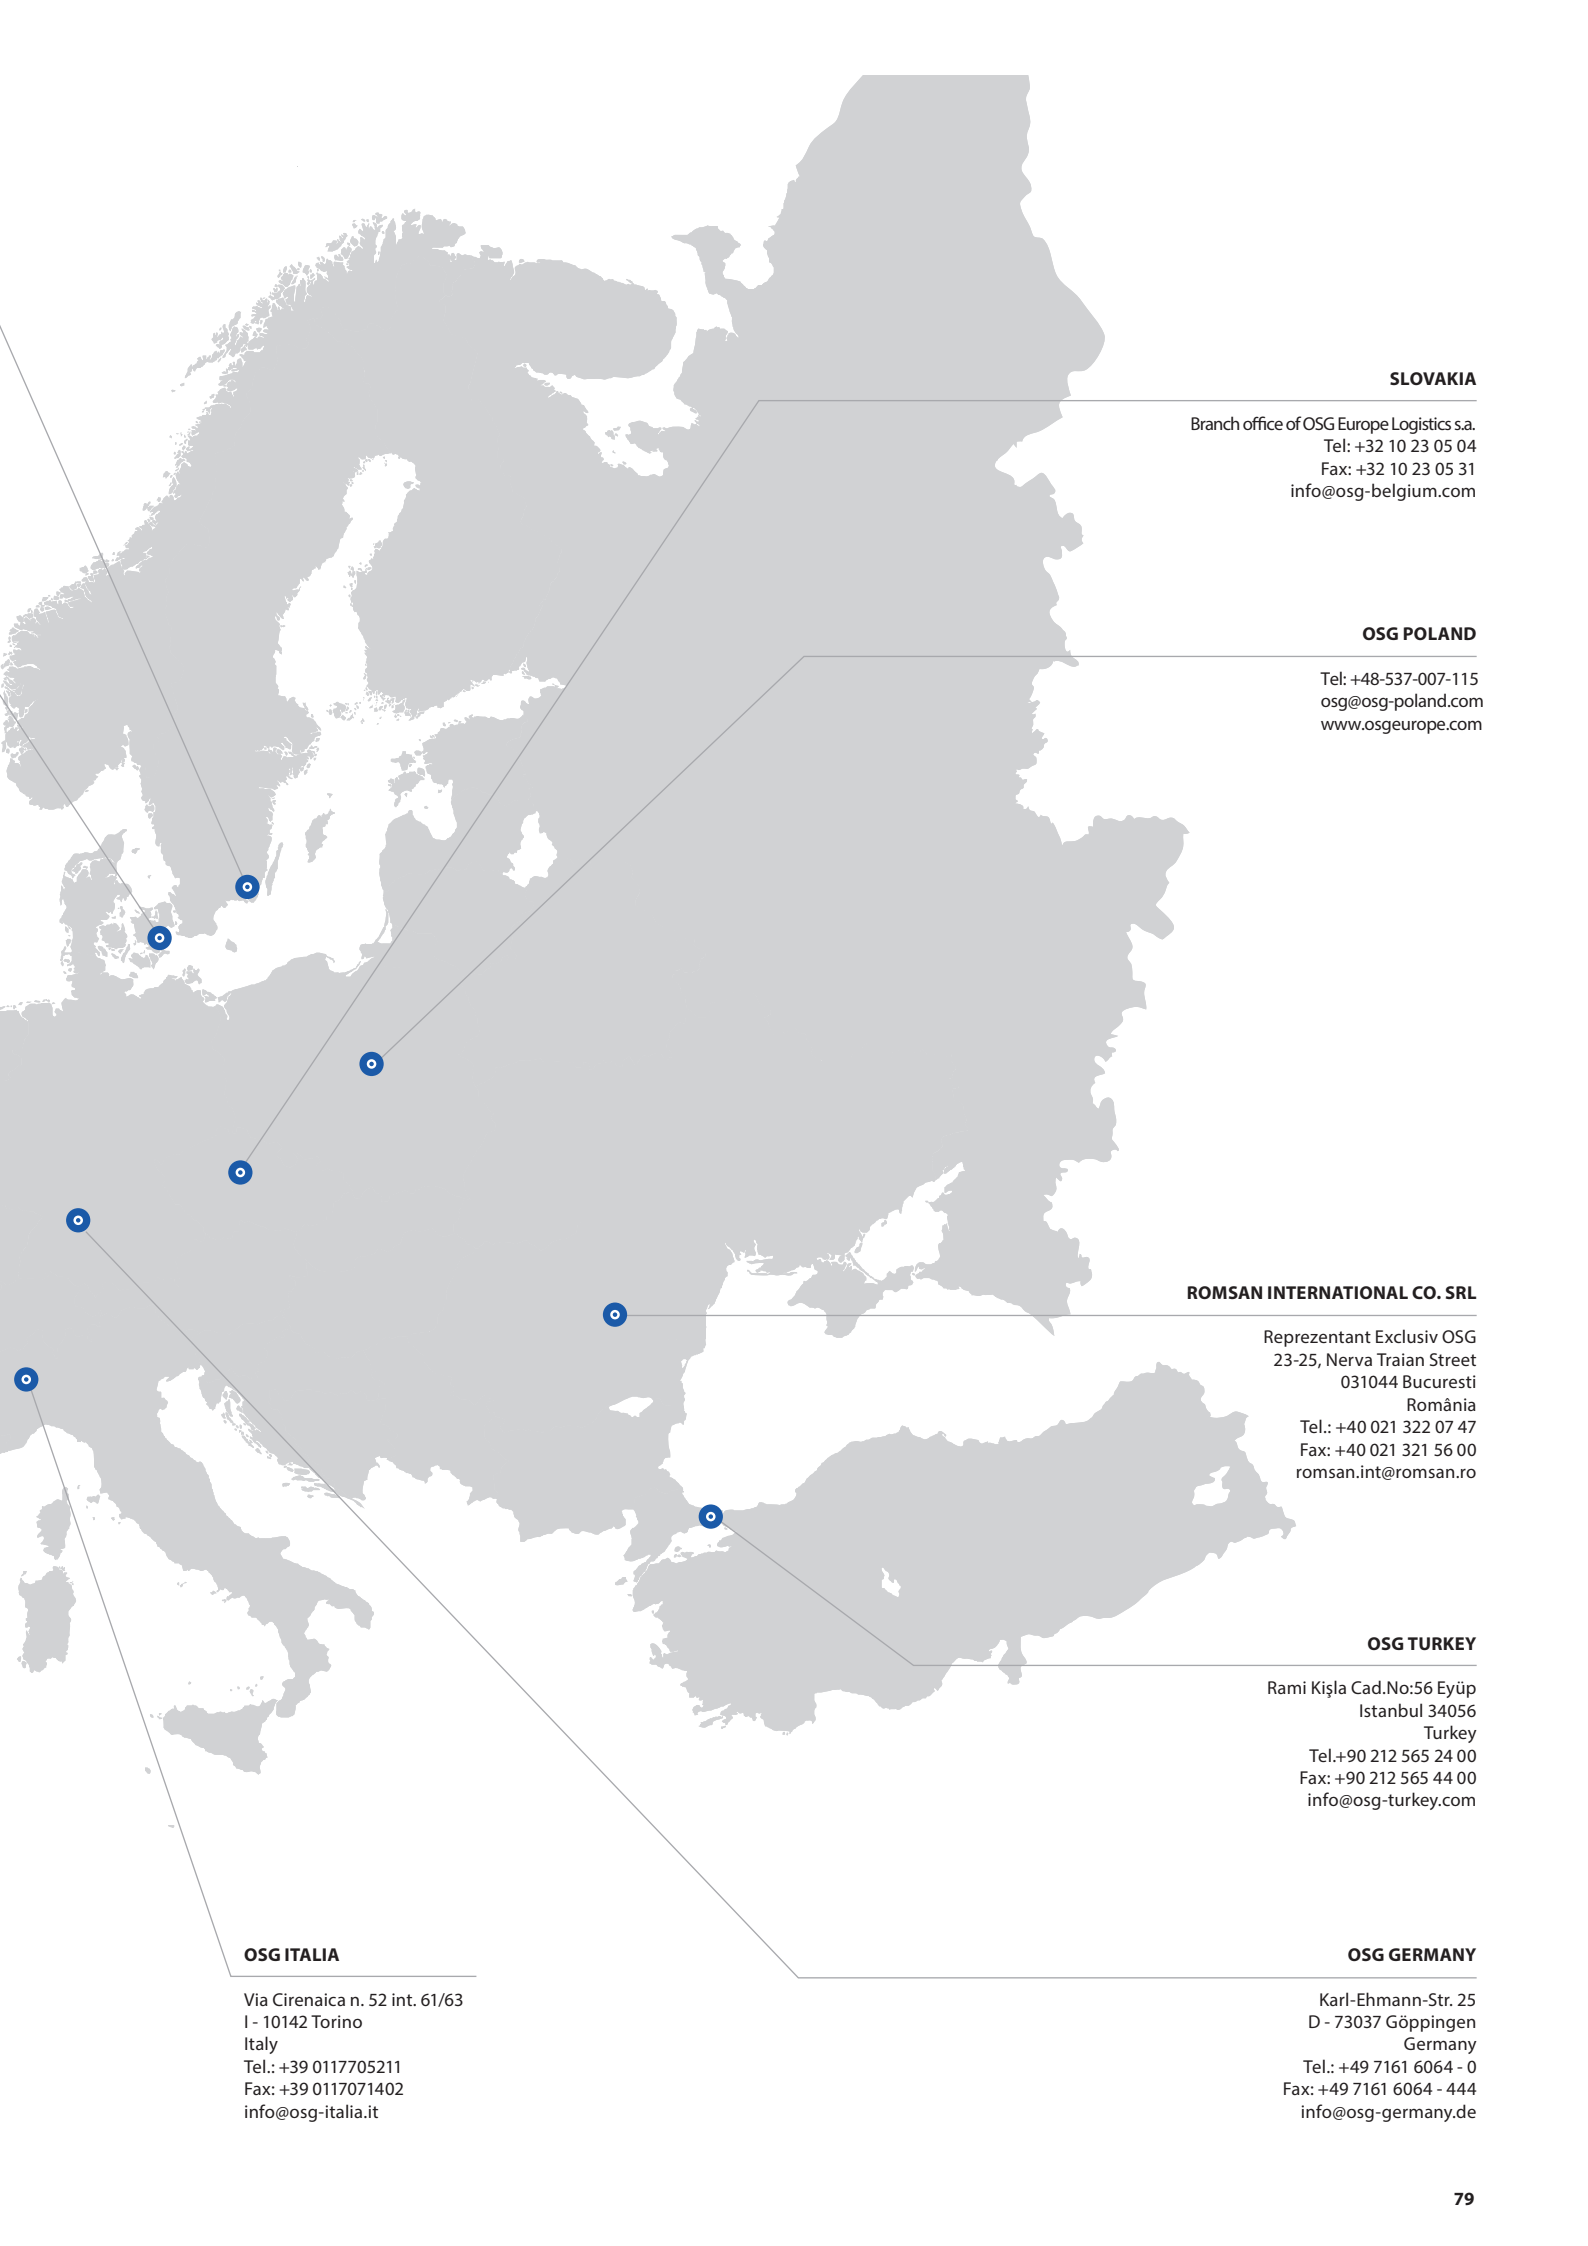 SLOVAKIA
Branch office of OSG Europe Logistics s.a.
Tel: +32 10 23 05 04
Fax: +32 10 23 05 31
info@osg-belgium.com
OSG POLAND
Tel: +48-537-007-115
osg@osg-poland.com
www.osgeurope.com
ROMSAN INTERNATIONAL CO. SRL
Reprezentant Exclusiv OSG
23-25, Nerva Traian Street
031044 Bucuresti
România
Tel.: +40 021 322 07 47
Fax: +40 021 321 56 00
romsan.int@romsan.ro
OSG TURKEY
Rami Kişla Cad.No:56 Eyüp
Istanbul 34056
Turkey
Tel.+90 212 565 24 00
Fax: +90 212 565 44 00
info@osg-turkey.com
OSG ITALIA
Via Cirenaica n. 52 int. 61/63
I - 10142 Torino
Italy
Tel.: +39 0117705211
Fax: +39 0117071402
info@osg-italia.it
OSG GERMANY
Karl-Ehmann-Str. 25
D - 73037 Göppingen
Germany
Tel.: +49 7161 6064 - 0
Fax: +49 7161 6064 - 444
info@osg-germany.de
79